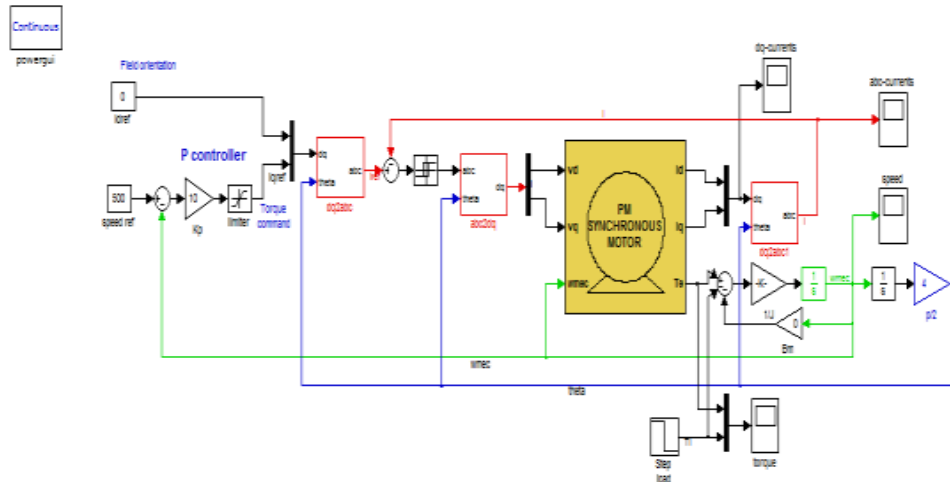 Continuous
powergui
Field orientation
0
Idref
P controller
500
speed ref
10
Kp
limiter
Iqref
Torque
command
dq
theta
abc
dq2abc
abc
theta
dq
abc2dq
vd
vq
wmec
PM
SYNCHRONOUS
MOTOR
Id
Iq
Te
dq-currents
abc-currents
speed
dq
theta
abc
dq2abc1
-K-
1/J
1
s
wmec
1
s
4
p/2
0
Bm
wmec
theta
Step
load
torque